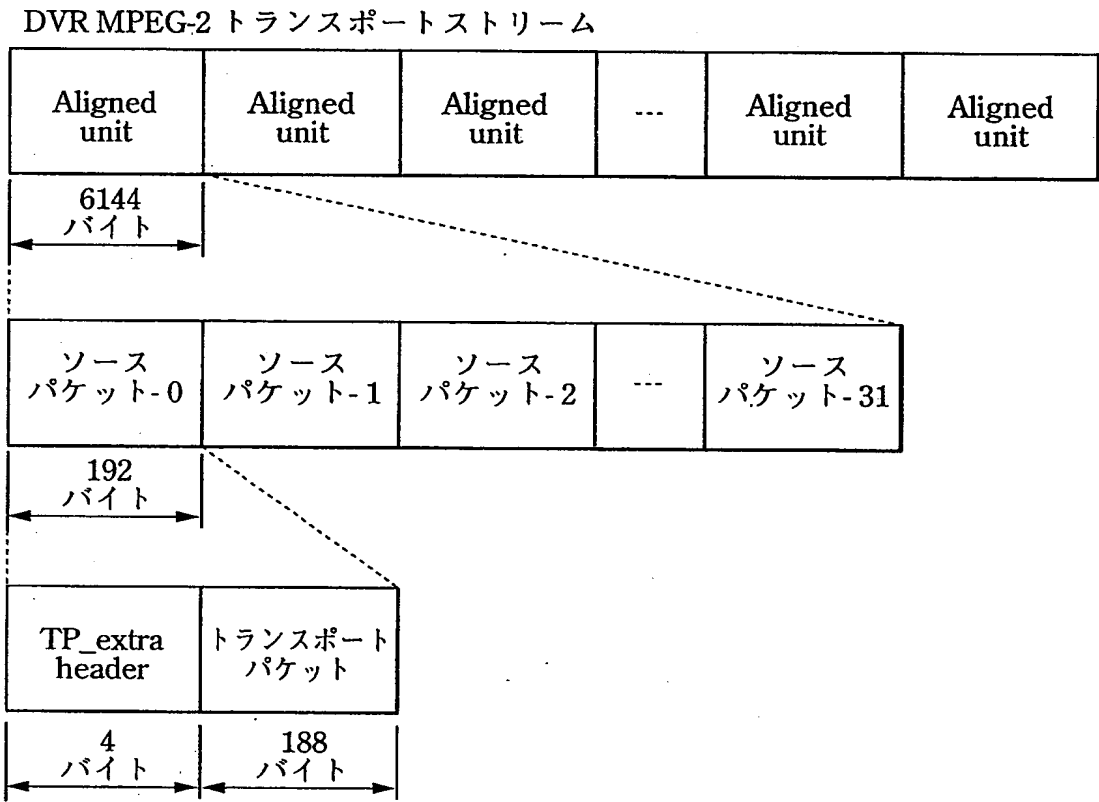 DVR MPEG-2 トランスポートストリーム
Aligned unit
Aligned unit
Aligned unit
---
Aligned unit
Aligned unit
6144
バイト
ソース
パケット-0
ソース
パケット-1
ソース
パケット-2
---
ソース
パケット-31
192
バイト
TP_extra
header
トランスポート
パケット
4
バイト
188
バイト